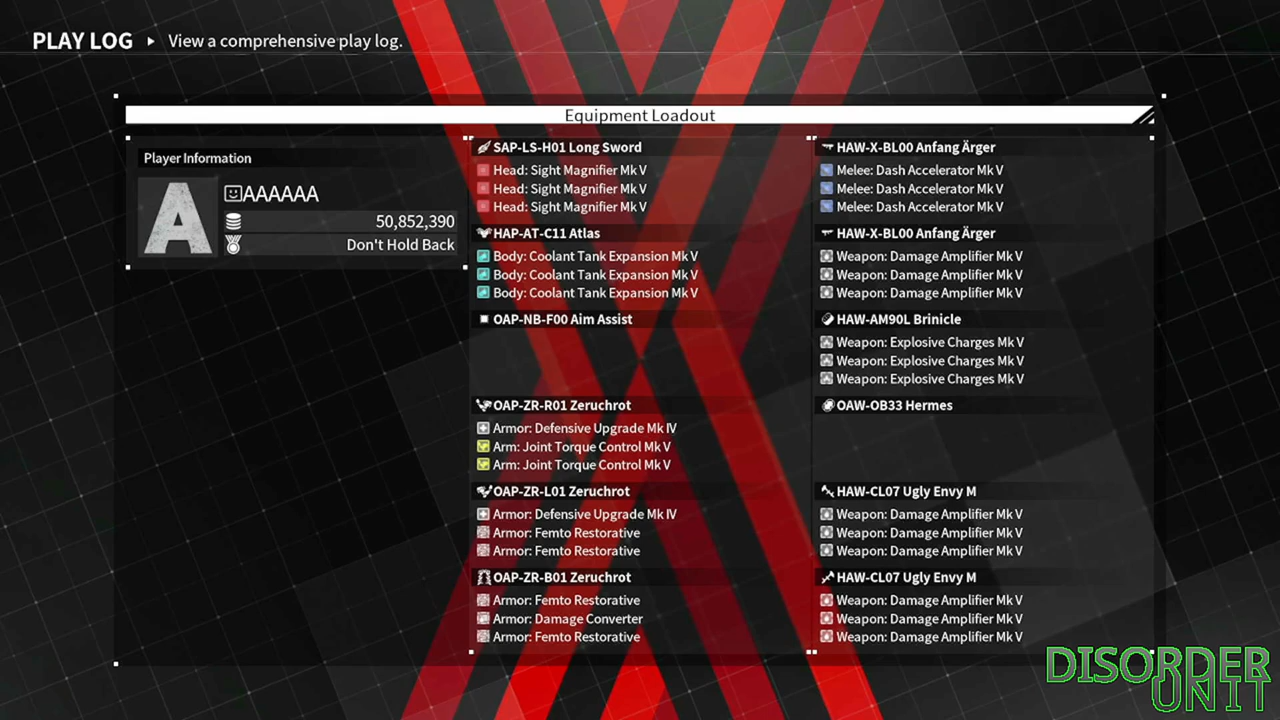 PLAY LOG ▸ View a comprehensive play log.
Equipment Loadout
Player Information
A
AAAAAA
50,852,390
Don't Hold Back
SAP-LS-H01 Long Sword
Head: Sight Magnifier Mk V
Head: Sight Magnifier Mk V
Head: Sight Magnifier Mk V
HAP-AT-C11 Atlas
Body: Coolant Tank Expansion Mk V
Body: Coolant Tank Expansion Mk V
Body: Coolant Tank Expansion Mk V
OAP-NB-F00 Aim Assist
OAP-ZR-R01 Zeruchrot
Armor: Defensive Upgrade Mk IV
Arm: Joint Torque Control Mk V
Arm: Joint Torque Control Mk V
OAP-ZR-L01 Zeruchrot
Armor: Defensive Upgrade Mk IV
Armor: Femto Restorative
Armor: Femto Restorative
OAP-ZR-B01 Zeruchrot
Armor: Femto Restorative
Armor: Damage Converter
Armor: Femto Restorative
HAW-X-BL00 Anfang Ärger
Melee: Dash Accelerator Mk V
Melee: Dash Accelerator Mk V
Melee: Dash Accelerator Mk V
HAW-X-BL00 Anfang Ärger
Weapon: Damage Amplifier Mk V
Weapon: Damage Amplifier Mk V
Weapon: Damage Amplifier Mk V
HAW-AM90L Brinicle
Weapon: Explosive Charges Mk V
Weapon: Explosive Charges Mk V
Weapon: Explosive Charges Mk V
OAW-OB33 Hermes
HAW-CL07 Ugly Envy M
Weapon: Damage Amplifier Mk V
Weapon: Damage Amplifier Mk V
Weapon: Damage Amplifier Mk V
HAW-CL07 Ugly Envy M
Weapon: Damage Amplifier Mk V
Weapon: Damage Amplifier Mk V
Weapon: Damage Amplifier Mk V
DISORDER
UNIT